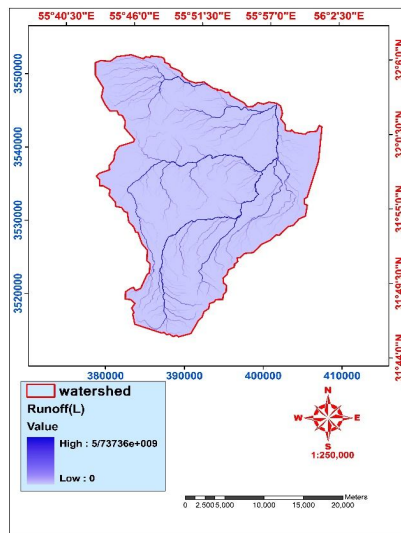 55°40'30"E 55°46'0"E 55°51'30"E 55°57'0"E 56°2'30"E
3550000
3540000
3530000
3520000
380000 390000 400000 410000
watershed
Runoff(L)
Value
High : 5/73736e+009
Low : 0
N
W E
S
1:250,000
Meters
0 2,5005,000 10,000 15,000 20,000